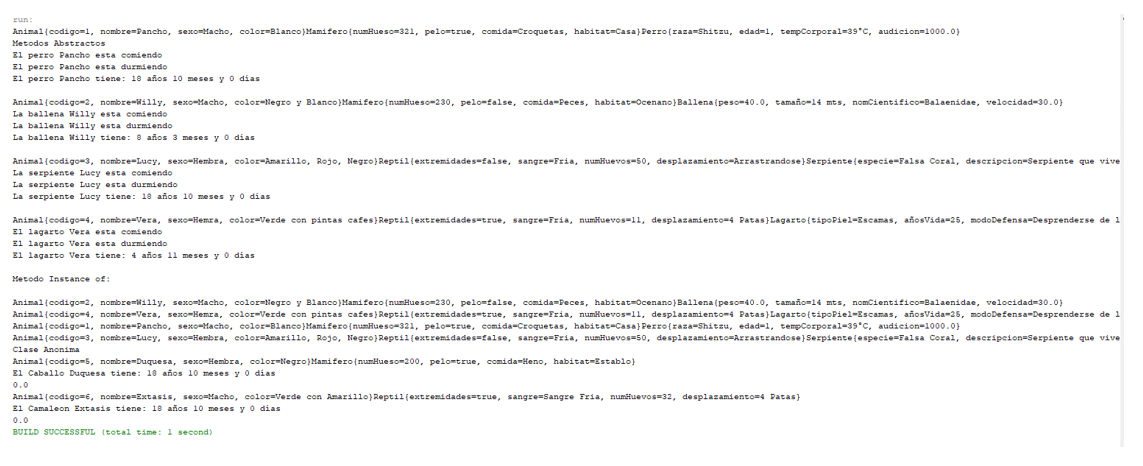 run:
Animal{codigo=1, nombre=Pancho, sexo=Macho, color=Blanco}Mamifero{numHueso=321, pelo=true, comida=Croquetas, habitat=Casa}Perro{raza=Shitzu, edad=1, tempCorporal=39°C, audicion=1000.0}
Metodos Abstractos
El perro Pancho esta comiendo
El perro Pancho esta durmiendo
El perro Pancho tiene: 18 años 10 meses y 0 días
Animal{codigo=2, nombre=Willy, sexo=Macho, color=Negro y Blanco}Mamifero{numHueso=230, pelo=false, comida=Peces, habitat=Ocenano}Ballena{peso=40.0, tamaño=14 mts, nomCientifico=Balaenidae, velocidad=30.0}
La ballena Willy esta comiendo
La ballena Willy esta durmiendo
La ballena Willy tiene: 8 años 3 meses y 0 días
Animal{codigo=3, nombre=Lucy, sexo=Hembra, color=Amarillo, Rojo, Negro}Reptil{extremidades=false, sangre=Fria, numHuevos=50, desplazamiento=Arrastrandose}Serpiente{especie=Falsa Coral, descripcion=Serpiente que vive
La serpiente Lucy esta comiendo
La serpiente Lucy esta durmiendo
La serpiente Lucy tiene: 18 años 10 meses y 0 días
Animal{codigo=4, nombre=Vera, sexo=Hemra, color=Verde con pintas cafes}Reptil{extremidades=true, sangre=Fria, numHuevos=11, desplazamiento=4 Patas}Lagarto{tipoPiel=Escamas, añosVida=25, modoDefensa=Desprenderse de l
El lagarto Vera esta comiendo
El lagarto Vera esta durmiendo
El lagarto Vera tiene: 4 años 11 meses y 0 días
Metodo Instance of:
Animal{codigo=2, nombre=Willy, sexo=Macho, color=Negro y Blanco}Mamifero{numHueso=230, pelo=false, comida=Peces, habitat=Ocenano}Ballena{peso=40.0, tamaño=14 mts, nomCientifico=Balaenidae, velocidad=30.0}
Animal{codigo=4, nombre=Vera, sexo=Hemra, color=Verde con pintas cafes}Reptil{extremidades=true, sangre=Fria, numHuevos=11, desplazamiento=4 Patas}Lagarto{tipoPiel=Escamas, añosVida=25, modoDefensa=Desprenderse de l
Animal{codigo=1, nombre=Pancho, sexo=Macho, color=Blanco}Mamifero{numHueso=321, pelo=true, comida=Croquetas, habitat=Casa}Perro{raza=Shitzu, edad=1, tempCorporal=39°C, audicion=1000.0}
Animal{codigo=3, nombre=Lucy, sexo=Hembra, color=Amarillo, Rojo, Negro}Reptil{extremidades=false, sangre=Fria, numHuevos=50, desplazamiento=Arrastrandose}Serpiente{especie=Falsa Coral, descripcion=Serpiente que vive
Clase Anonima
Animal{codigo=5, nombre=Duquesa, sexo=Hembra, color=Negro}Mamifero{numHueso=200, pelo=true, comida=Heno, habitat=Establo}
El Caballo Duquesa tiene: 18 años 10 meses y 0 días
0.0
Animal{codigo=6, nombre=Extasis, sexo=Macho, color=Verde con Amarillo}Reptil{extremidades=true, sangre=Sangre Fria, numHuevos=32, desplazamiento=4 Patas}
El Camaleon Extasis tiene: 18 años 10 meses y 0 días
0.0
BUILD SUCCESSFUL (total time: 1 second)